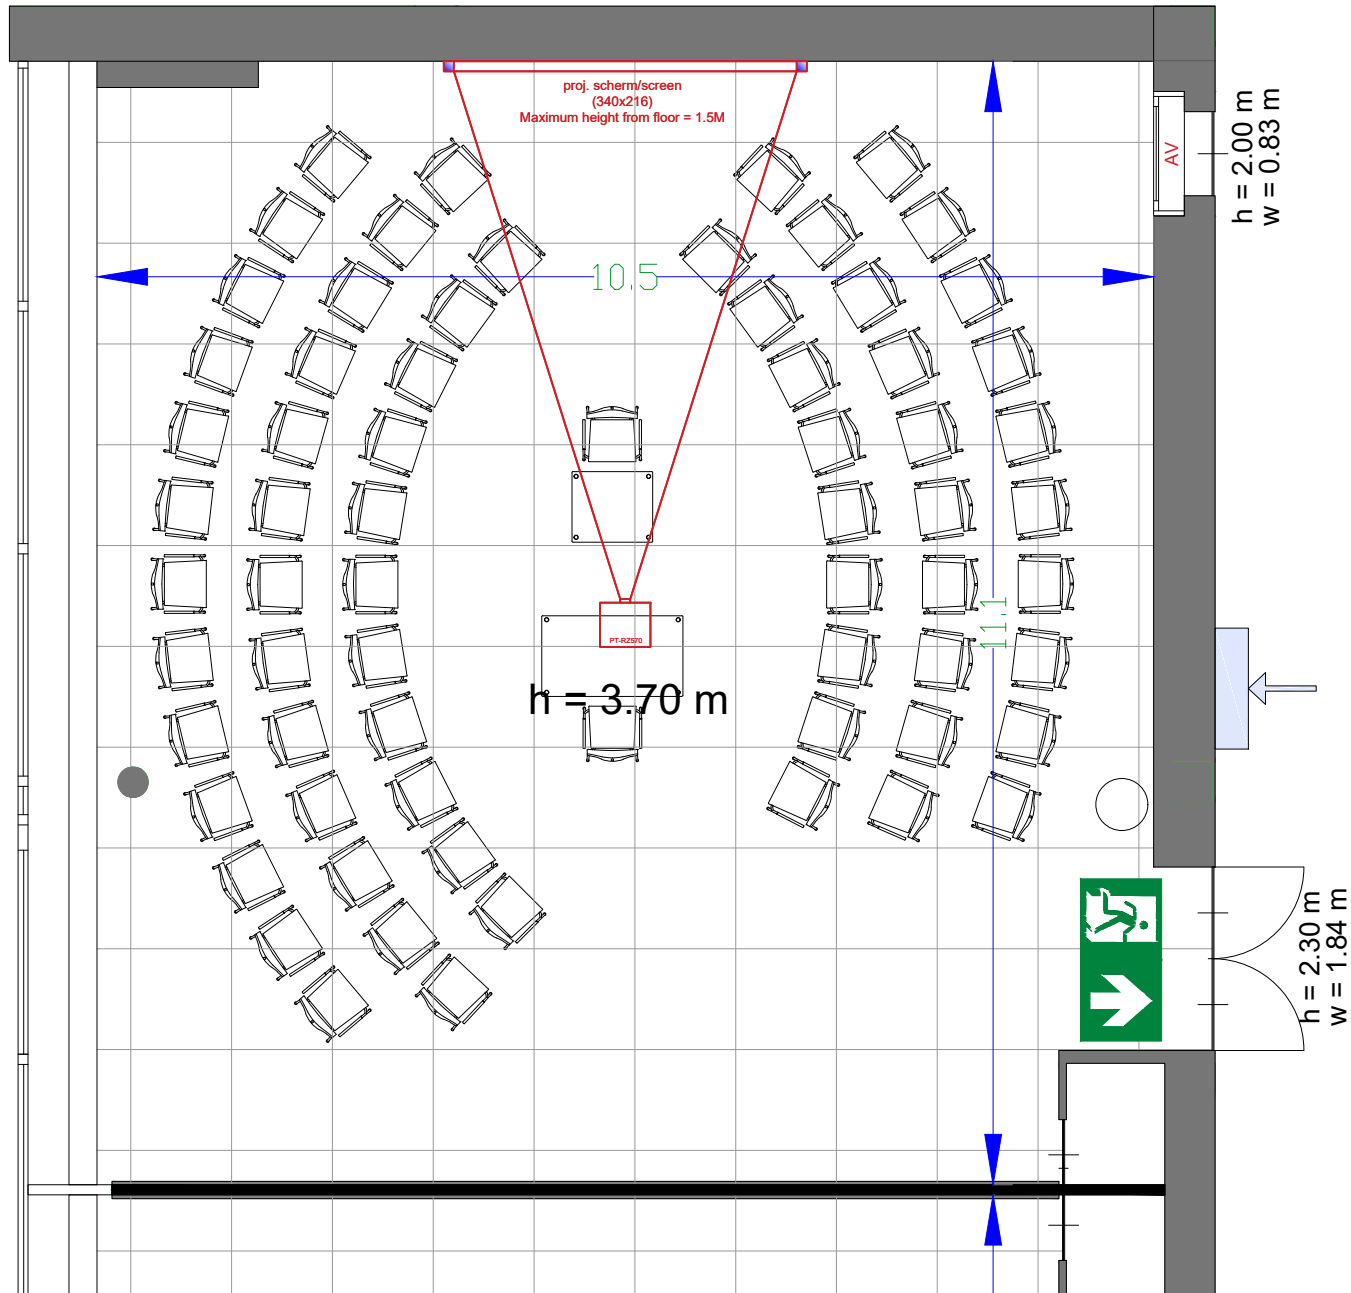 proj. scherm/screen
(340x216)
Maximum height from floor = 1.5M
AV
h = 2.00 m
w = 0.83 m
10,5
11,1
PT-RZ570
h = 3.70 m
h = 2.30 m
w = 1.84 m